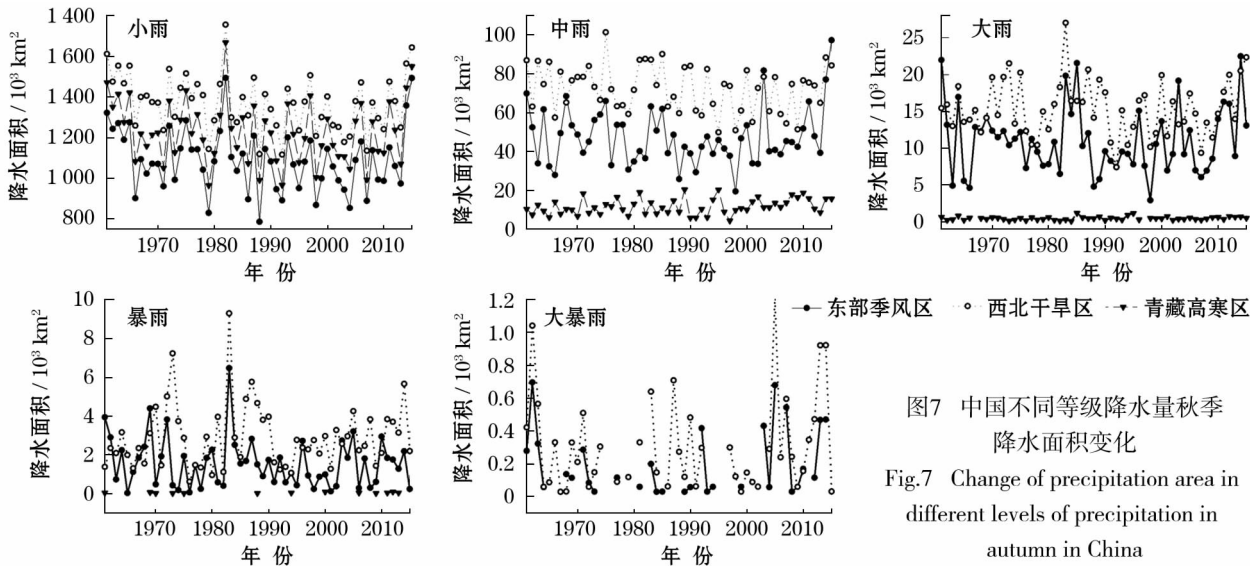 小雨
降水面积 / 10³ km²
1 400
1 600
1 400
1 200
1 000
800
1970
1980
1990
2000
2010
年 份
中雨
降水面积 / 10³ km²
100
80
60
40
20
0
1970
1980
1990
2000
2010
年 份
大雨
降水面积 / 10³ km²
25
20
15
10
5
0
1970
1980
1990
2000
2010
年 份
暴雨
降水面积 / 10³ km²
10
8
6
4
2
0
1970
1980
1990
2000
2010
年 份
大暴雨
降水面积 / 10³ km²
1.2
1.0
0.8
0.6
0.4
0.2
0
1970
1980
1990
2000
2010
年 份
东部季风区 西北干旱区 青藏高寒区
图7 中国不同等级降水量秋季
降水面积变化
Fig.7 Change of precipitation area in
different levels of precipitation in
autumn in China